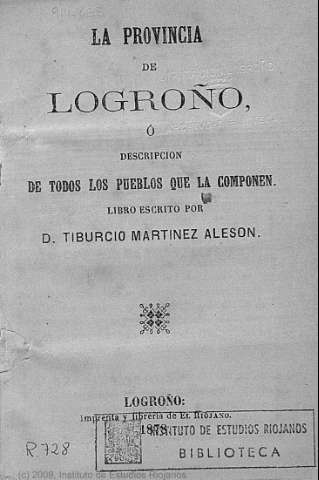 LA PROVINCIA
DE
LOGROÑO,
Ó
DESCRIPCION
DE TODOS LOS PUEBLOS QUE LA COMPONEN.
LIBRO ESCRITO POR
D. TIBURCIO MARTINEZ ALESON.
LOGROÑO:
Imprenta y librería de EL RIOJANO.
1878
INSTITUTO DE ESTUDIOS RIOJANOS
BIBLIOTECA
R 728
(c) 2009, Instituto de Estudios Riojanos